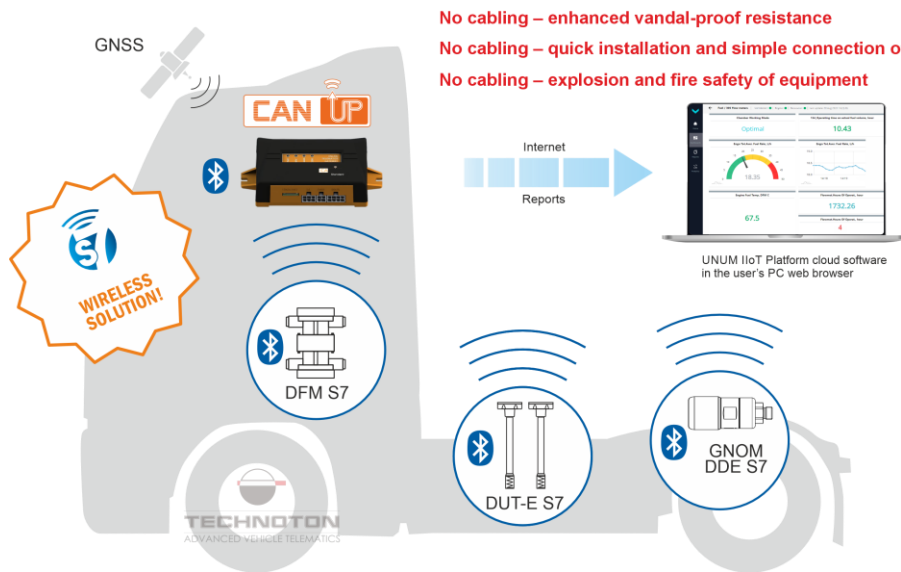 No cabling – enhanced vandal-proof resistance
No cabling – quick installation and simple connection o
No cabling – explosion and fire safety of equipment
GNSS
CAN UP
Internet
Reports
Optimal
10.43
18.35
1732.26
67.5
4
UNUM IIoT Platform cloud software
in the user's PC web browser
S
WIRELESS
SOLUTION!
DFM S7
DUT-E S7
GNOM
DDE S7
TECHNOTON
ADVANCED VEHICLE TELEMATICS